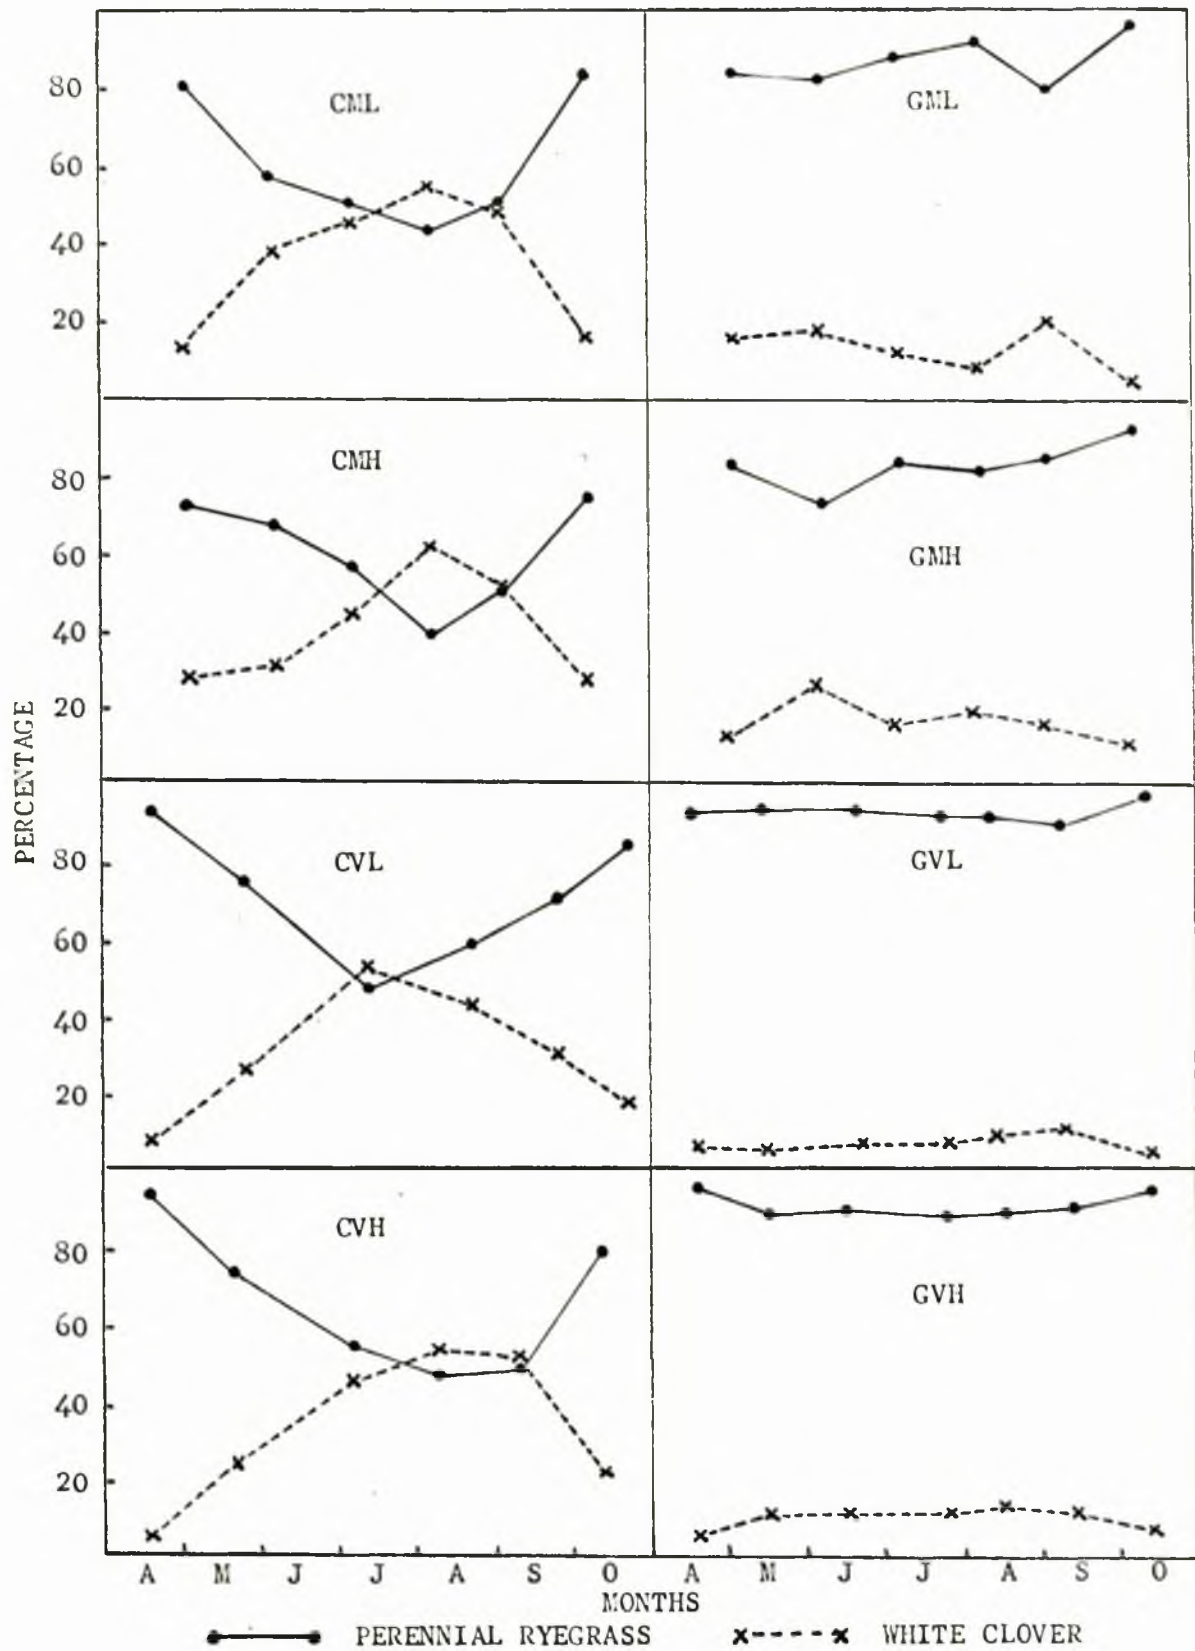 CML
GML
80
60
40
20
CMH
GMH
80
60
40
20
CVL
GVL
80
60
40
20
CVH
GVH
80
60
40
20
PERCENTAGE
A M J J A S O A M J J A S O
MONTHS
PERENNIAL RYEGRASS WHITE CLOVER